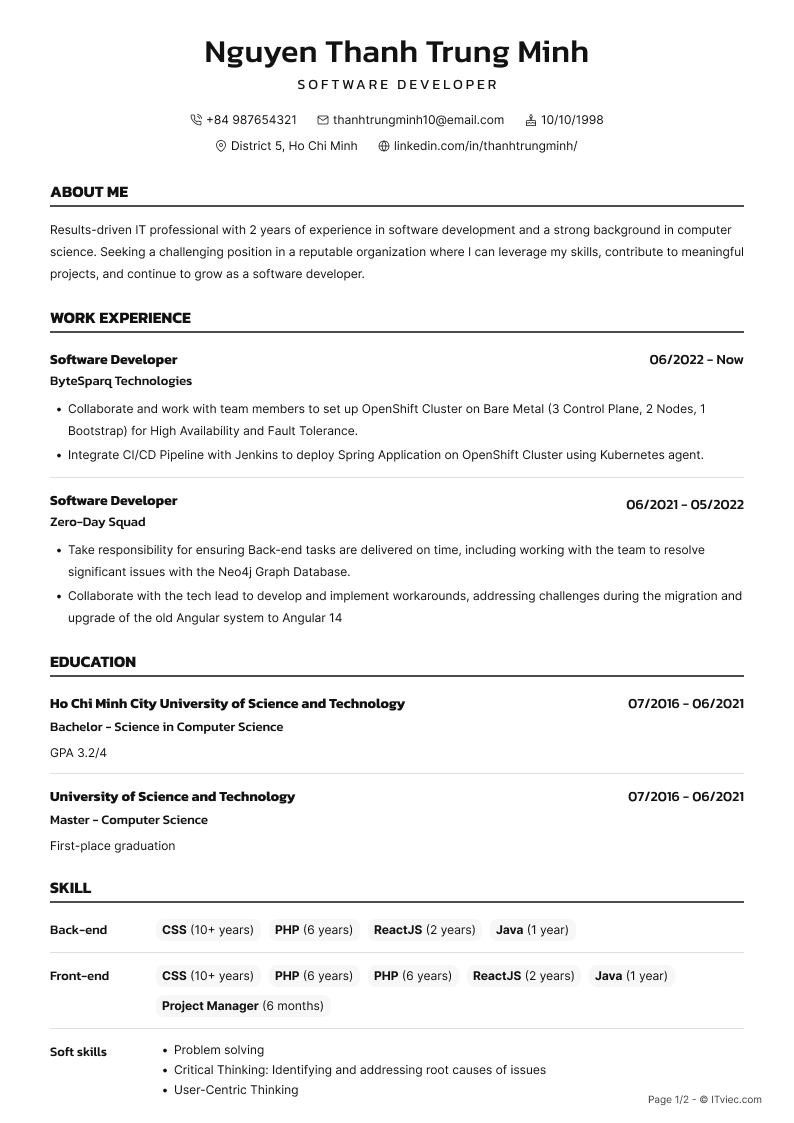 Nguyen Thanh Trung Minh
SOFTWARE DEVELOPER
+84 987654321 thanhtrungminh10@email.com 10/10/1998
District 5, Ho Chi Minh linkedin.com/in/thanhtrungminh/
ABOUT ME
Results-driven IT professional with 2 years of experience in software development and a strong background in computer
science. Seeking a challenging position in a reputable organization where I can leverage my skills, contribute to meaningful
projects, and continue to grow as a software developer.
WORK EXPERIENCE
Software Developer 06/2022 - Now
ByteSparq Technologies
• Collaborate and work with team members to set up OpenShift Cluster on Bare Metal (3 Control Plane, 2 Nodes, 1
Bootstrap) for High Availability and Fault Tolerance.
• Integrate CI/CD Pipeline with Jenkins to deploy Spring Application on OpenShift Cluster using Kubernetes agent.
Software Developer 06/2021 - 05/2022
Zero-Day Squad
• Take responsibility for ensuring Back-end tasks are delivered on time, including working with the team to resolve
significant issues with the Neo4j Graph Database.
• Collaborate with the tech lead to develop and implement workarounds, addressing challenges during the migration and
upgrade of the old Angular system to Angular 14
EDUCATION
Ho Chi Minh City University of Science and Technology 07/2016 - 06/2021
Bachelor - Science in Computer Science
GPA 3.2/4
University of Science and Technology 07/2016 - 06/2021
Master - Computer Science
First-place graduation
SKILL
Back-end CSS (10+ years) PHP (6 years) ReactJS (2 years) Java (1 year)
Front-end CSS (10+ years) PHP (6 years) PHP (6 years) ReactJS (2 years) Java (1 year)
Project Manager (6 months)
Soft skills • Problem solving
• Critical Thinking: Identifying and addressing root causes of issues
• User-Centric Thinking
Page 1/2 - © ITviec.com